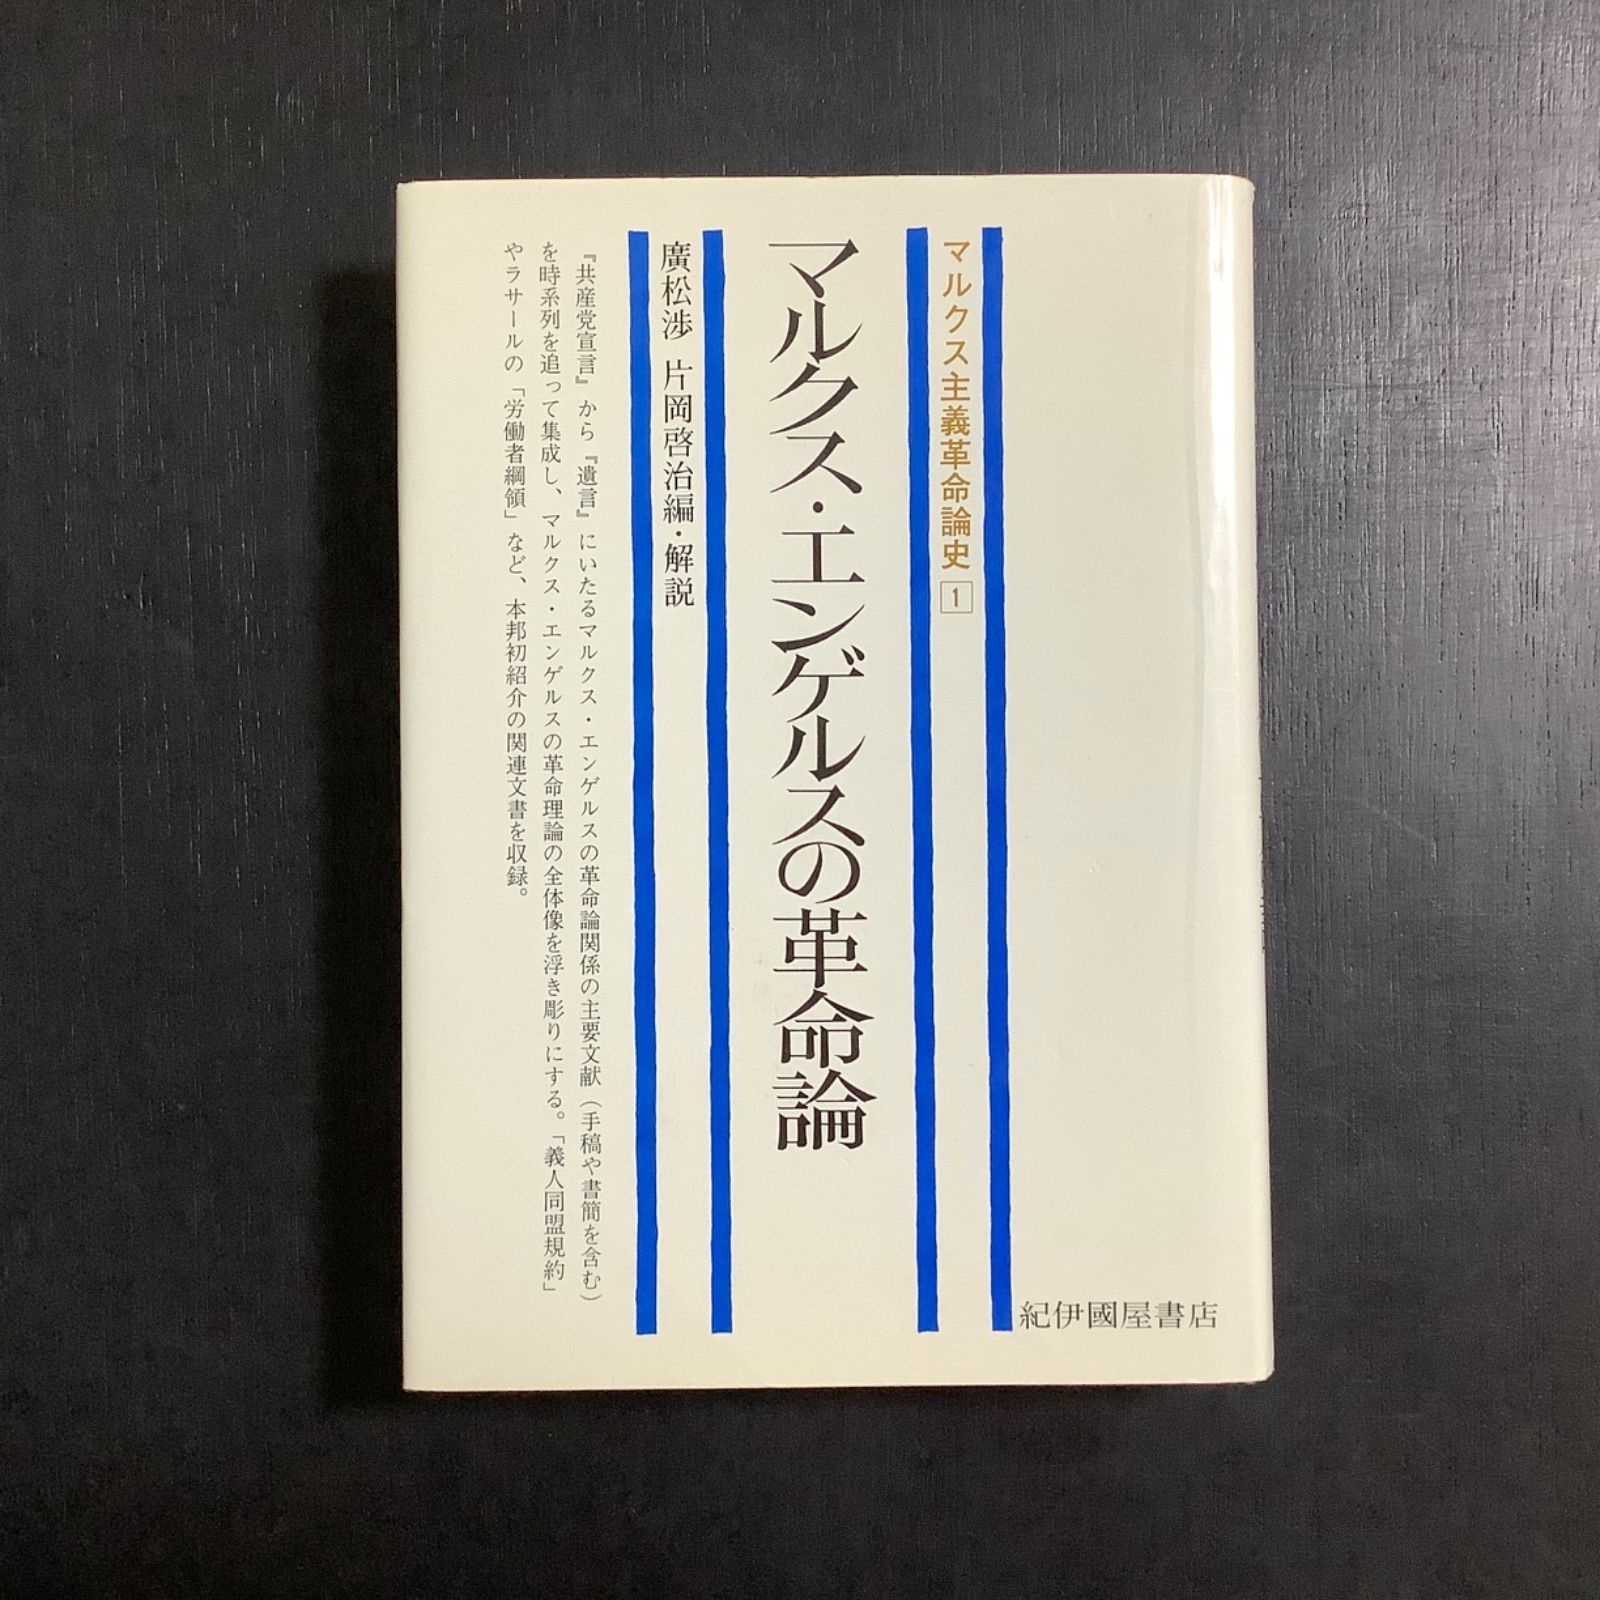 マルクス主義革命論史 1
マルクス・エンゲルスの革命論
廣松渉 片岡啓治編・解説
『共産党宣言』から『遺言』にいたるマルクス・エンゲルスの革命論関係の主要文献(手稿や書簡を含む)
を時系列を追って集成し、マルクス・エンゲルスの革命理論の全体像を浮き彫りにする。「義人同盟規約」
やラサールの「労働者綱領」など、本邦初紹介の関連文書を収録。
紀伊國屋書店